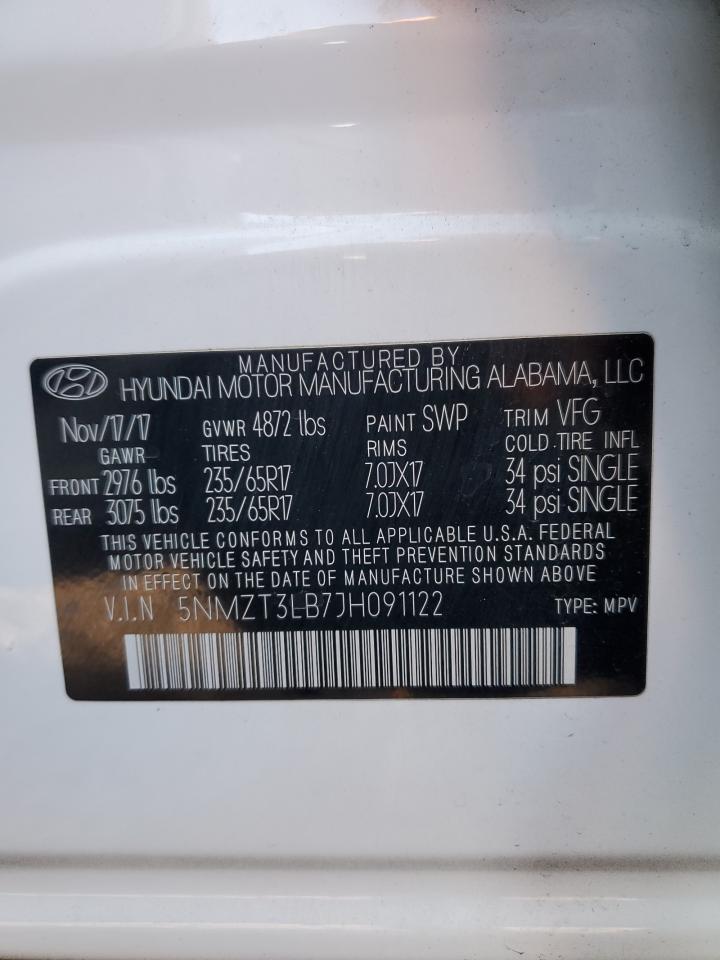 MANUFACTURED BY
HYUNDAI MOTOR MANUFACTURING ALABAMA, LLC
Nov/17/17 GVWR 4872 lbs PAINT SWP TRIM VFG
GAWR TIRES RIMS COLD TIRE INFL
FRONT 2976 lbs 235/65R17 7.0JX17 34 psi SINGLE
REAR 3075 lbs 235/65R17 7.0JX17 34 psi SINGLE
THIS VEHICLE CONFORMS TO ALL APPLICABLE U.S.A. FEDERAL
MOTOR VEHICLE SAFETY AND THEFT PREVENTION STANDARDS
IN EFFECT ON THE DATE OF MANUFACTURE SHOWN ABOVE
V.I.N 5NMZT3LB7JH091122 TYPE: MPV